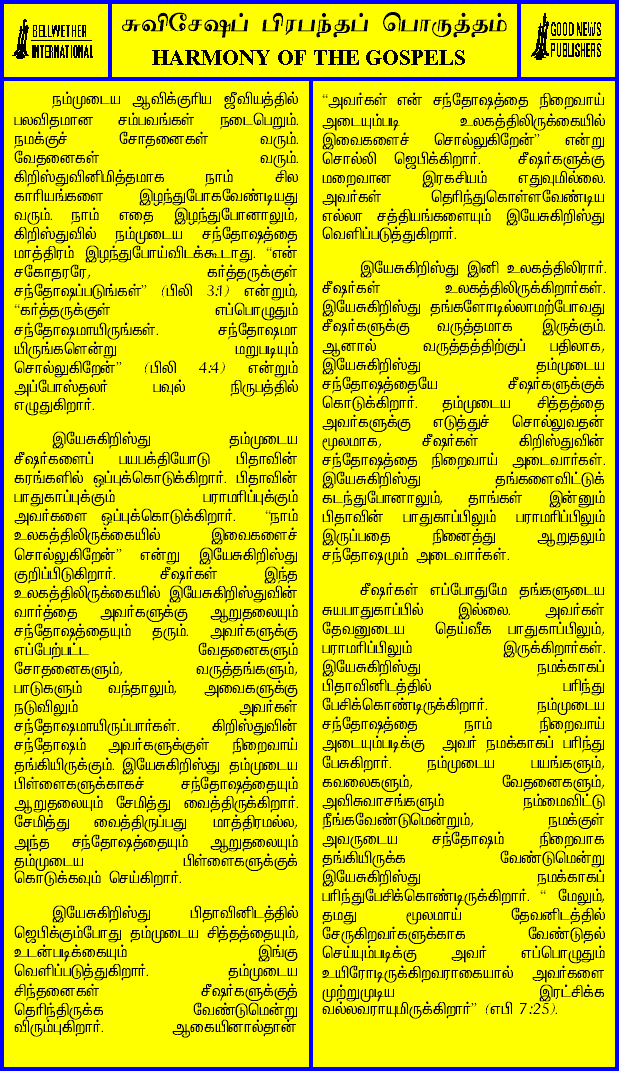 BELLWETHER
INTERNATIONAL
சுவிசேஷப் பிரபந்தப் பொருத்தம்
HARMONY OF THE GOSPELS
GOOD NEWS
PUBLISHERS
நம்முடைய ஆவிக்குரிய ஜீவியத்தில்
பலவிதமான சம்பவங்கள் நடைபெறும்.
நமக்குச் சோதனைகள் வரும்.
வேதனைகள் வரும்.
கிறிஸ்துவினிமித்தமாக நாம் சில
காரியங்களை இழந்துபோகவேண்டியது
வரும். நாம் எதை இழந்துபோனாலும்,
கிறிஸ்துவில் நம்முடைய சந்தோஷத்தை
மாத்திரம் இழந்துபோய்விடக்கூடாது. “என்
சகோதரரே, கர்த்தருக்குள்
சந்தோஷப்படுங்கள்” (பிலி 3:1) என்றும்,
“கர்த்தருக்குள் எப்பொழுதும்
சந்தோஷமாயிருங்கள். சந்தோஷமா
யிருங்களென்று மறுபடியும்
சொல்லுகிறேன்” (பிலி 4:4) என்றும்
அப்போஸ்தலர் பவுல் நிருபத்தில்
எழுதுகிறார்.
இயேசுகிறிஸ்து தம்முடைய
சீஷர்களைப் பயபக்தியோடு பிதாவின்
கரங்களில் ஒப்புக்கொடுக்கிறார். பிதாவின்
பாதுகாப்புக்கும் பராமரிப்புக்கும்
அவர்களை ஒப்புக்கொடுக்கிறார். “நாம்
உலகத்திலிருக்கையில் இவைகளைச்
சொல்லுகிறேன்” என்று இயேசுகிறிஸ்து
குறிப்பிடுகிறார். சீஷர்கள் இந்த
உலகத்திலிருக்கையில் இயேசுகிறிஸ்துவின்
வார்த்தை அவர்களுக்கு ஆறுதலையும்
சந்தோஷத்தையும் தரும். அவர்களுக்கு
எப்பேற்பட்ட வேதனைகளும்
சோதனைகளும், வருத்தங்களும்,
பாடுகளும் வந்தாலும், அவைகளுக்கு
நடுவிலும் அவர்கள்
சந்தோஷமாயிருப்பார்கள். கிறிஸ்துவின்
சந்தோஷம் அவர்களுக்குள் நிறைவாய்
தங்கியிருக்கும். இயேசுகிறிஸ்து தம்முடைய
பிள்ளைகளுக்காகச் சந்தோஷத்தையும்
ஆறுதலையும் சேமித்து வைத்திருக்கிறார்.
சேமித்து வைத்திருப்பது மாத்திரமல்ல,
அந்த சந்தோஷத்தையும் ஆறுதலையும்
தம்முடைய பிள்ளைகளுக்குக்
கொடுக்கவும் செய்கிறார்.
இயேசுகிறிஸ்து பிதாவினிடத்தில்
ஜெபிக்கும்போது தம்முடைய சித்தத்தையும்,
உடன்படிக்கையும் இங்கு
வெளிப்படுத்துகிறார். தம்முடைய
சிந்தனைகள் சீஷர்களுக்குத்
தெரிந்திருக்க வேண்டுமென்று
விரும்புகிறார். ஆகையினால்தான்
“அவர்கள் என் சந்தோஷத்தை நிறைவாய்
அடையும்படி உலகத்திலிருக்கையில்
இவைகளைச் சொல்லுகிறேன்” என்று
சொல்லி ஜெபிக்கிறார். சீஷர்களுக்கு
மறைவான இரகசியம் எதுவுமில்லை.
அவர்கள் தெரிந்துகொள்ளவேண்டிய
எல்லா சத்தியங்களையும் இயேசுகிறிஸ்து
வெளிப்படுத்துகிறார்.
இயேசுகிறிஸ்து இனி உலகத்திலிரார்.
சீஷர்கள் உலகத்திலிருக்கிறார்கள்.
இயேசுகிறிஸ்து தங்களோடில்லாமற்போவது
சீஷர்களுக்கு வருத்தமாக இருக்கும்.
ஆனால் வருத்தத்திற்குப் பதிலாக,
இயேசுகிறிஸ்து தம்முடைய
சந்தோஷத்தையே சீஷர்களுக்குக்
கொடுக்கிறார். தம்முடைய சித்தத்தை
அவர்களுக்கு எடுத்துச் சொல்லுவதன்
மூலமாக, சீஷர்கள் கிறிஸ்துவின்
சந்தோஷத்தை நிறைவாய் அடைவார்கள்.
இயேசுகிறிஸ்து தங்களைவிட்டுக்
கடந்துபோனாலும், தாங்கள் இன்னும்
பிதாவின் பாதுகாப்பிலும் பராமரிப்பிலும்
இருப்பதை நினைத்து ஆறுதலும்
சந்தோஷமும் அடைவார்கள்.
சீஷர்கள் எப்போதுமே தங்களுடைய
சுயபாதுகாப்பில் இல்லை. அவர்கள்
தேவனுடைய தெய்வீக பாதுகாப்பிலும்,
பராமரிப்பிலும் இருக்கிறார்கள்.
இயேசுகிறிஸ்து நமக்காகப்
பிதாவினிடத்தில் பரிந்து
பேசிக்கொண்டிருக்கிறார். நம்முடைய
சந்தோஷத்தை நாம் நிறைவாய்
அடையும்படிக்கு அவர் நமக்காகப் பரிந்து
பேசுகிறார். நம்முடைய பயங்களும்,
கவலைகளும், வேதனைகளும்,
அவிசுவாசங்களும் நம்மைவிட்டு
நீங்கவேண்டுமென்றும், நமக்குள்
அவருடைய சந்தோஷம் நிறைவாக
தங்கியிருக்க வேண்டுமென்று
இயேசுகிறிஸ்து நமக்காகப்
பரிந்துபேசிக்கொண்டிருக்கிறார். “ மேலும்,
தமது மூலமாய் தேவனிடத்தில்
சேருகிறவர்களுக்காக வேண்டுதல்
செய்யும்படிக்கு அவர் எப்பொழுதும்
உயிரோடிருக்கிறவராகையால் அவர்களை
முற்றுமுடிய இரட்சிக்க
வல்லவராயுமிருக்கிறார்” (எபி 7:25).